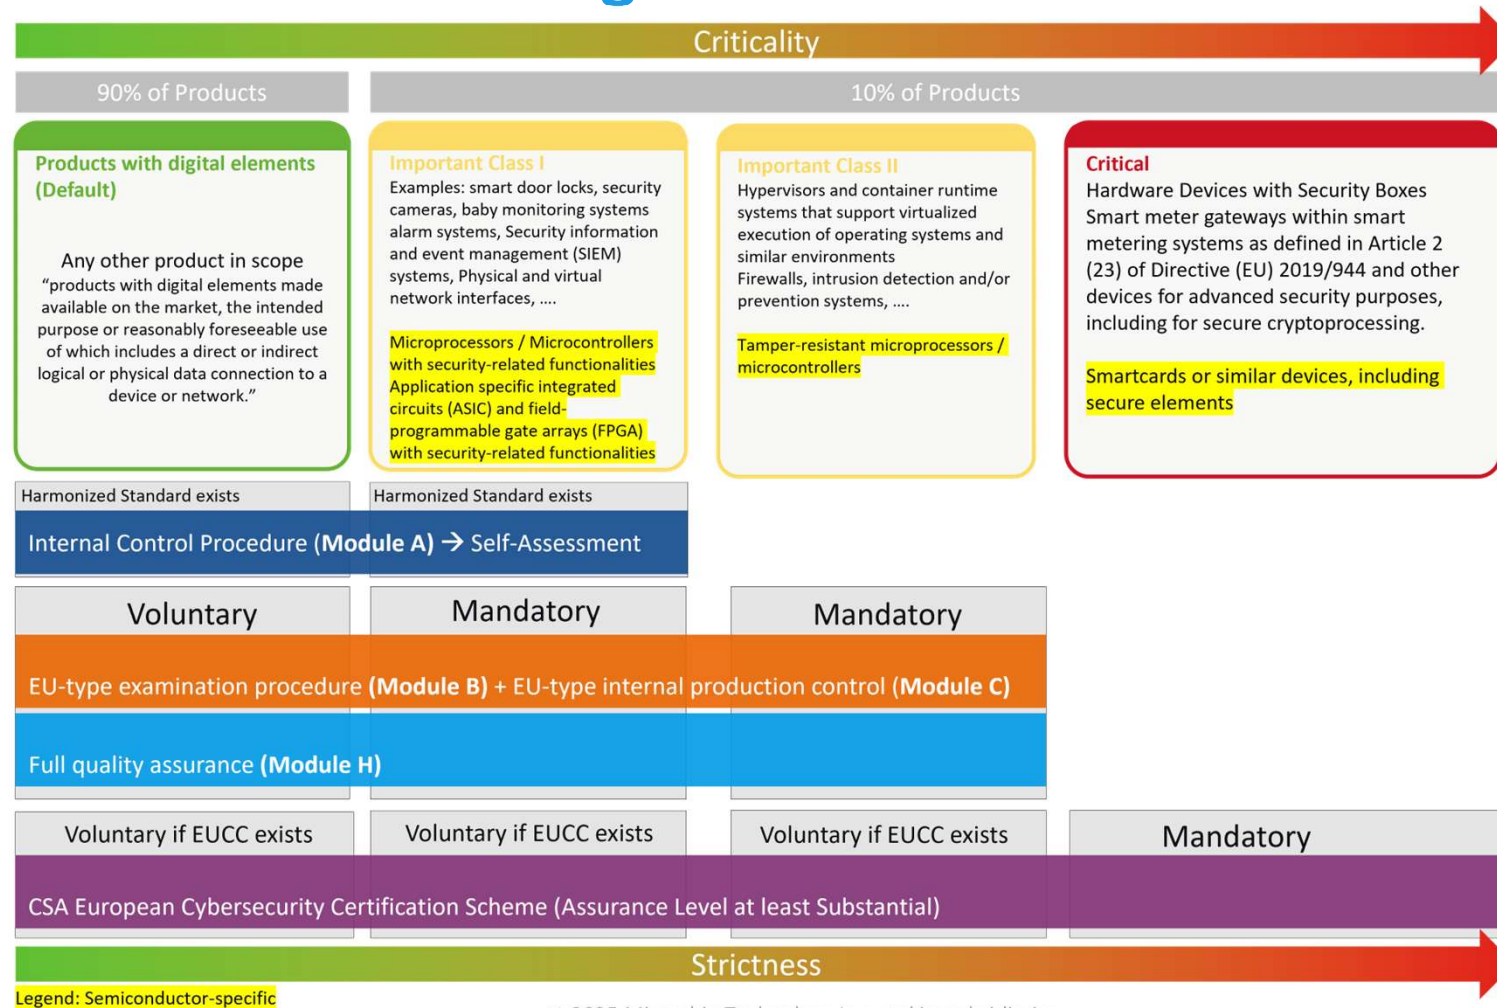 Criticality
90% of Products
10% of Products
Products with digital elements
(Default)
Any other product in scope
“products with digital elements made
available on the market, the intended
purpose or reasonably foreseeable use
of which includes a direct or indirect
logical or physical data connection to a
device or network.”
Important Class I
Examples: smart door locks, security
cameras, baby monitoring systems
alarm systems, Security information
and event management (SIEM)
systems, Physical and virtual
network interfaces, ....
Microprocessors / Microcontrollers
with security-related functionalities
Application specific integrated
circuits (ASIC) and field-
programmable gate arrays (FPGA)
with security-related functionalities
Important Class II
Hypervisors and container runtime
systems that support virtualized
execution of operating systems and
similar environments
Firewalls, intrusion detection and/or
prevention systems, ....
Tamper-resistant microprocessors /
microcontrollers
Critical
Hardware Devices with Security Boxes
Smart meter gateways within smart
metering systems as defined in Article 2
(23) of Directive (EU) 2019/944 and other
devices for advanced security purposes,
including for secure cryptoprocessing.
Smartcards or similar devices, including
secure elements
Harmonized Standard exists
Harmonized Standard exists
Internal Control Procedure (Module A) → Self-Assessment
Voluntary
Mandatory
Mandatory
EU-type examination procedure (Module B) + EU-type internal production control (Module C)
Full quality assurance (Module H)
Voluntary if EUCC exists
Voluntary if EUCC exists
Voluntary if EUCC exists
Mandatory
CSA European Cybersecurity Certification Scheme (Assurance Level at least Substantial)
Strictness
Legend: Semiconductor-specific